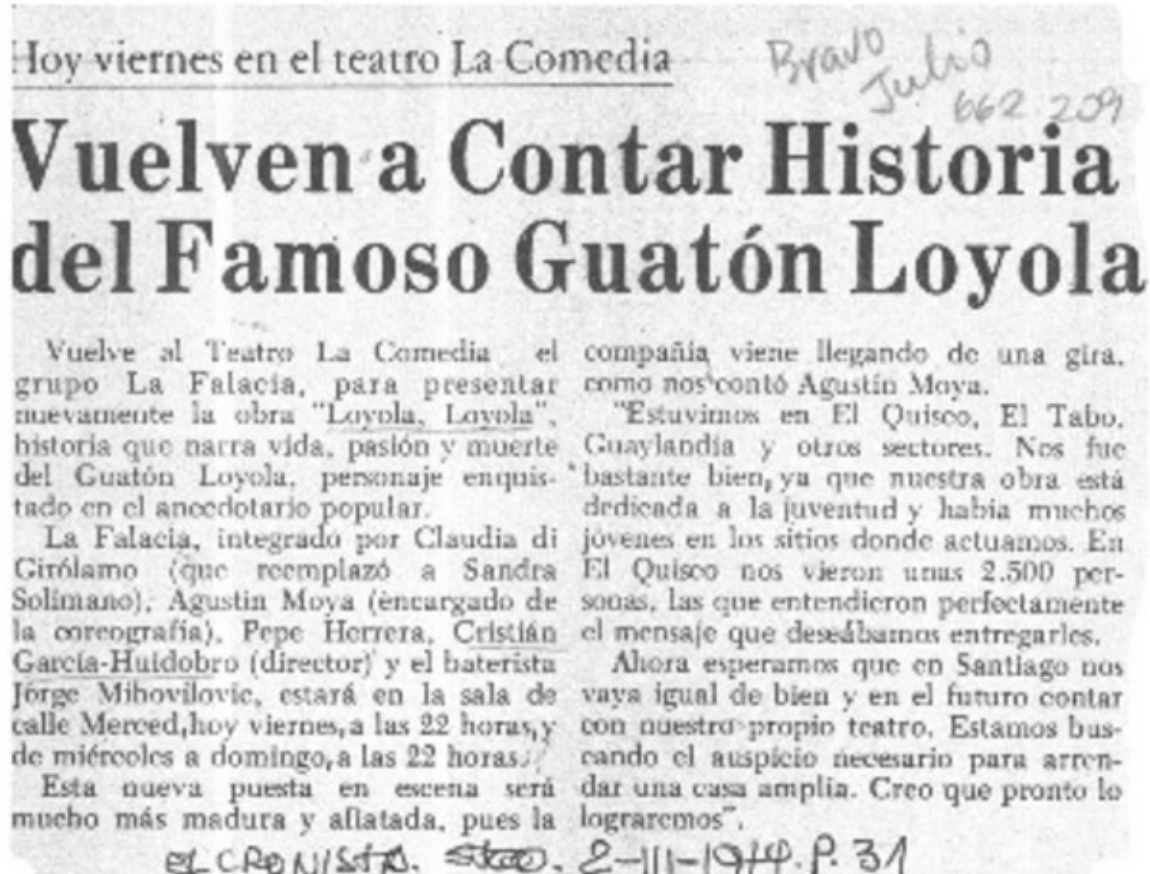 Hoy viernes en el teatro La Comedia
Bravo
Julio
662.209
Vuelven a Contar Historia
del Famoso Guatón Loyola
Vuelve al Teatro La Comedia el
grupo La Falacia, para presentar
nuevamente la obra "Loyola, Loyola",
historia que narra vida, pasión y muerte
del Guatón Loyola, personaje enquis-
tado en el anecdotario popular.
La Falacia, integrado por Claudia di
Girólamo (que reemplazó a Sandra
Solimano), Agustín Moya (encargado de
la coreografía), Pepe Herrera, Cristián
García-Huidobro (director) y el baterista
Jorge Mihovilovic, estará en la sala de
calle Merced, hoy viernes, a las 22 horas, y
de miércoles a domingo, a las 22 horas.
Esta nueva puesta en escena será
mucho más madura y afiatada, pues la
compañía viene llegando de una gira,
como nos contó Agustín Moya.
"Estuvimos en El Quisco, El Tabo,
Guaylandia y otros sectores. Nos fue
bastante bien, ya que nuestra obra está
dedicada a la juventud y había muchos
jóvenes en los sitios donde actuamos. En
El Quisco nos vieron unas 2.500 per-
sonas, las que entendieron perfectamente
el mensaje que deseábamos entregarles.
Ahora esperamos que en Santiago nos
vaya igual de bien y en el futuro contar
con nuestro propio teatro. Estamos bus-
cando el auspicio necesario para arren-
dar una casa amplia. Creo que pronto lo
lograremos".
EL CRONISTA. 2-III-19 P. 31